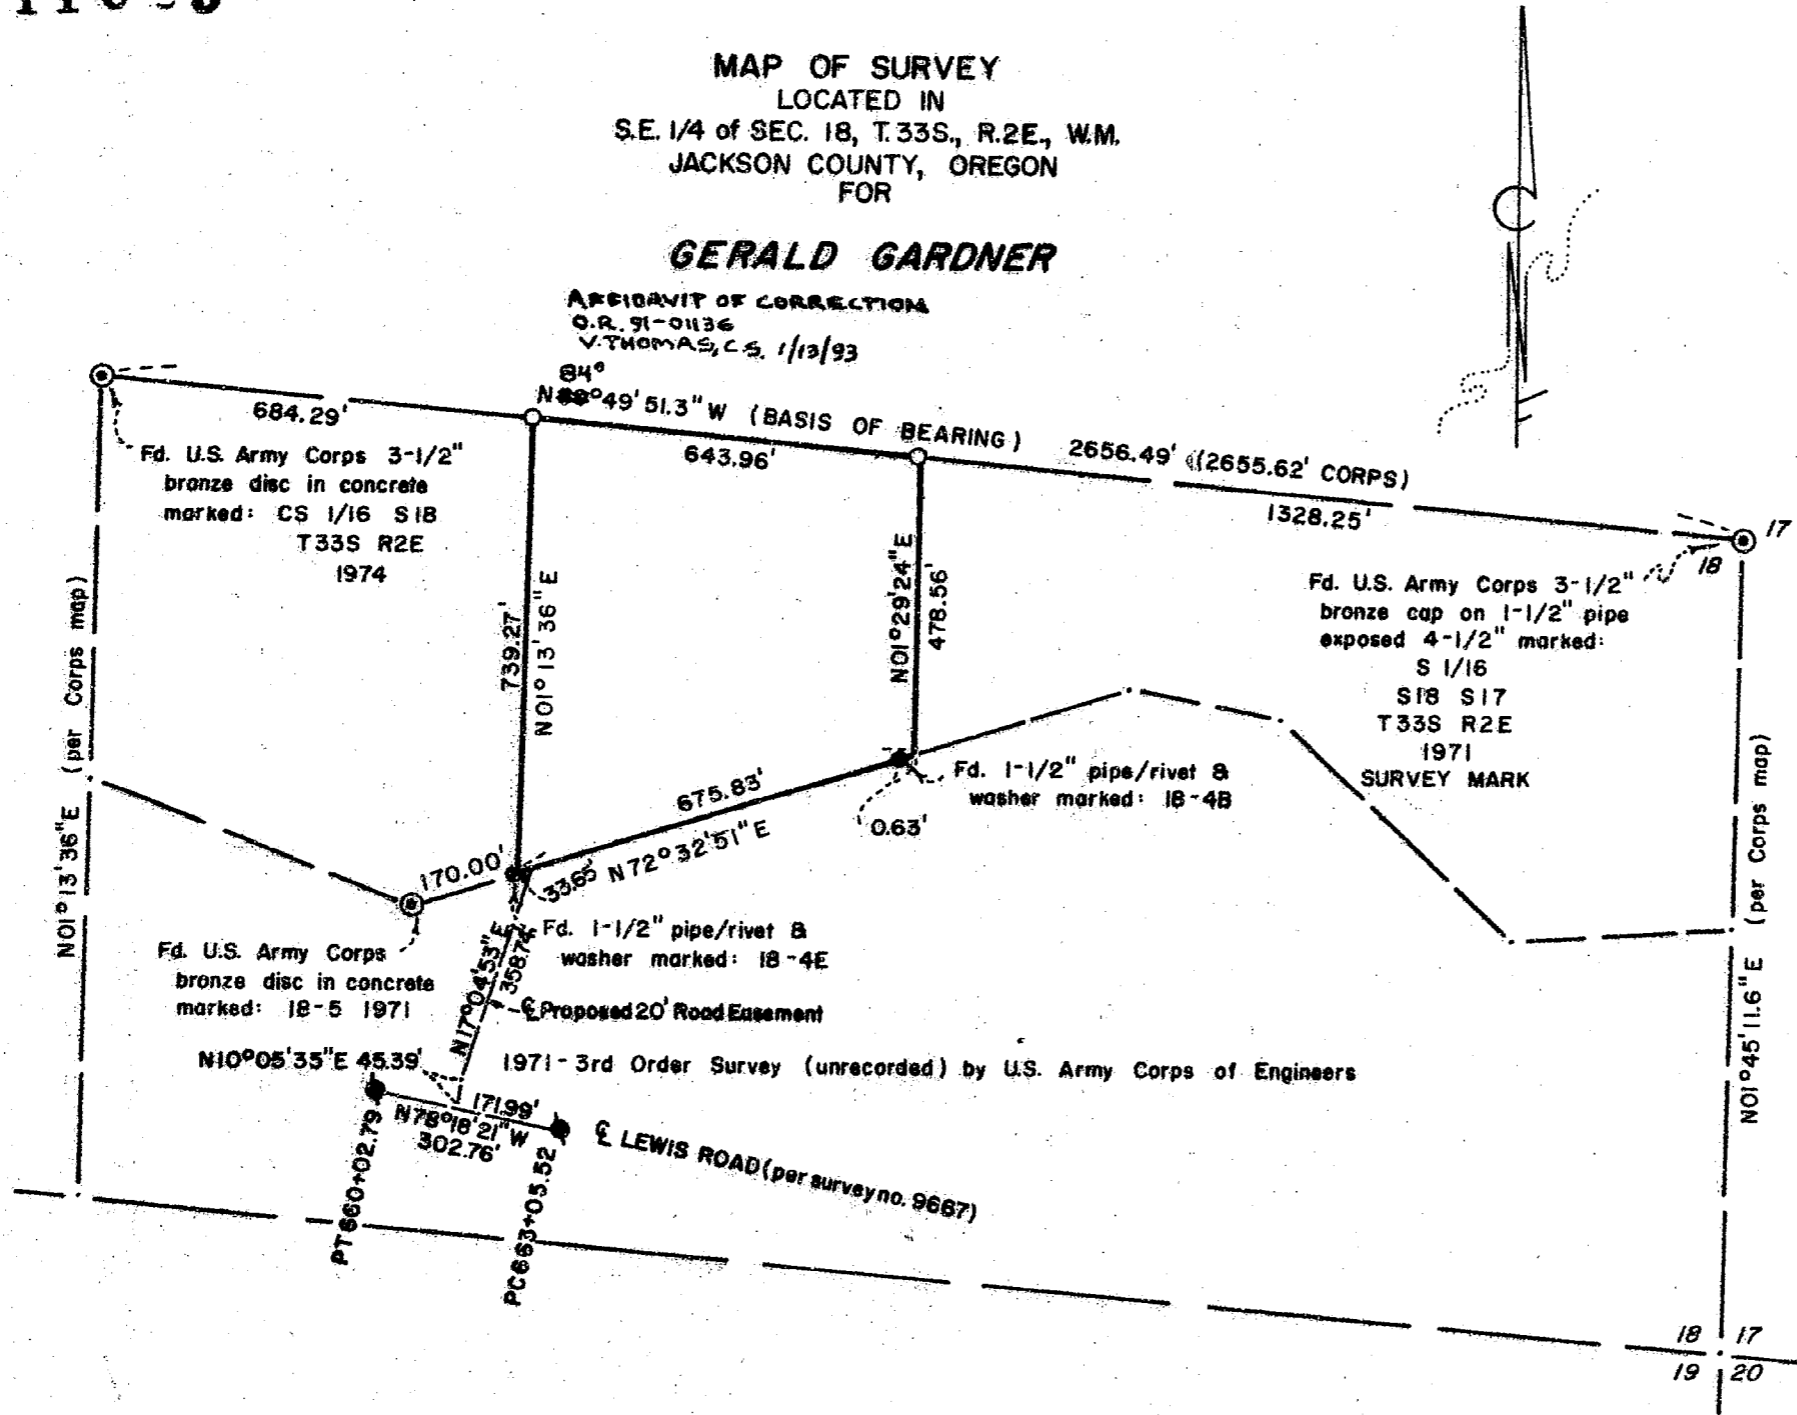 MAP OF SURVEY
LOCATED IN
S.E. 1/4 of SEC. 18, T.33S., R.2E., W.M.
JACKSON COUNTY, OREGON
FOR
GERALD GARDNER
AFFIDAVIT OF CORRECTION
O.R. 91-01136
V. THOMAS, C.S. 1/13/93
84°
N °49'51.3"W (BASIS OF BEARING)
684.29'
643.96'
2656.49' ((2655.62' CORPS)
1328.25'
17
18
Fd. U.S. Army Corps 3-1/2"
bronze disc in concrete
marked: CS 1/16 S18
T33S R2E
1974
N01°13'36"E (per Corps map)
739.27'
N01°13'36"E
N01°29'24"E
478.56'
Fd. U.S. Army Corps 3-1/2"
bronze cap on 1-1/2" pipe
exposed 4-1/2" marked:
S 1/16
S18 S17
T33S R2E
1971
SURVEY MARK
N01°45'11.6"E (per Corps map)
Fd. 1-1/2" pipe/rivet &
washer marked: 18-4B
0.63'
675.83'
N72°32'51"E
170.00'
33.65'
Fd. 1-1/2" pipe/rivet &
washer marked: 18-4E
Fd. U.S. Army Corps
bronze disc in concrete
marked: 18-5 1971
N17°04'53"E
358.74'
℄ Proposed 20' Road Easement
N10°05'35"E 45.39'
1971-3rd Order Survey (unrecorded) by U.S. Army Corps of Engineers
171.99'
N78°18'21"W
302.76'
℄ LEWIS ROAD (per survey no. 9667)
PT660+02.79
PC663+05.52
18 17
19 20